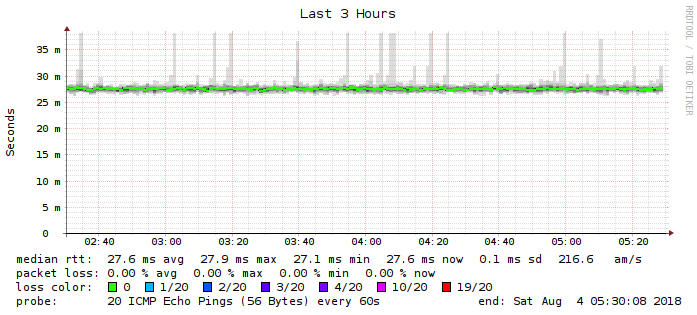 Last 3 Hours
RRDTOOL / TOBI OETIKER
Seconds
35 m
30 m
25 m
20 m
15 m
10 m
5 m
0
02:40 03:00 03:20 03:40 04:00 04:20 04:40 05:00 05:20
median rtt: 27.6 ms avg 27.9 ms max 27.1 ms min 27.6 ms now 0.1 ms sd 216.6 am/s
packet loss: 0.00 % avg 0.00 % max 0.00 % min 0.00 % now
loss color: 0 1/20 2/20 3/20 4/20 10/20 19/20
probe: 20 ICMP Echo Pings (56 Bytes) every 60s end: Sat Aug 4 05:30:08 2018